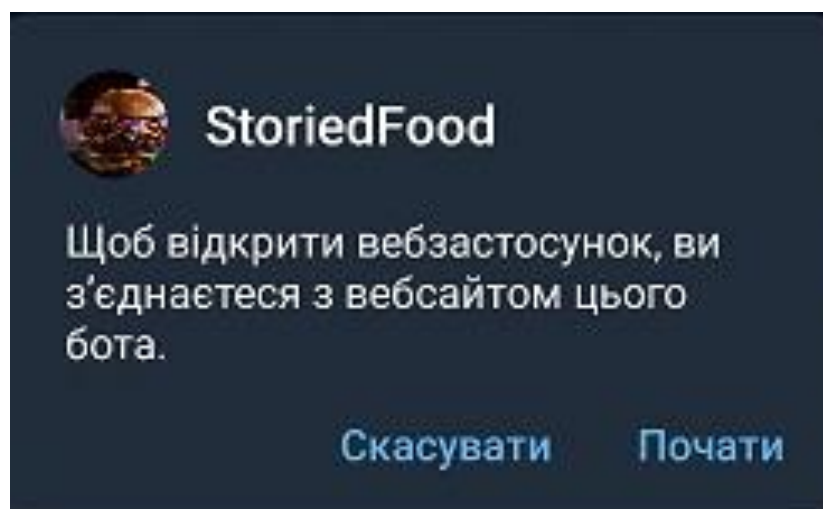 StoriedFood
Щоб відкрити вебзастосунок, ви
з’єднаєтеся з вебсайтом цього
бота.
Скасувати Почати